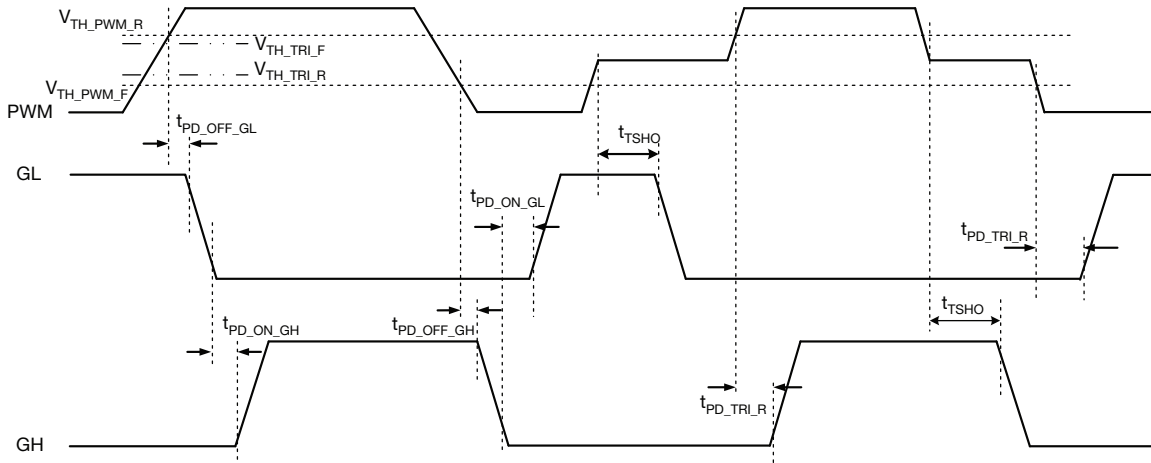 V_TH_PWM_R
V_TH_TRI_F
V_TH_TRI_R
V_TH_PWM_F
PWM
t_PD_OFF_GL
t_TSHO
GL
t_PD_ON_GL
t_PD_TRI_R
t_TSHO
t_PD_ON_GH
t_PD_OFF_GH
t_PD_TRI_R
GH